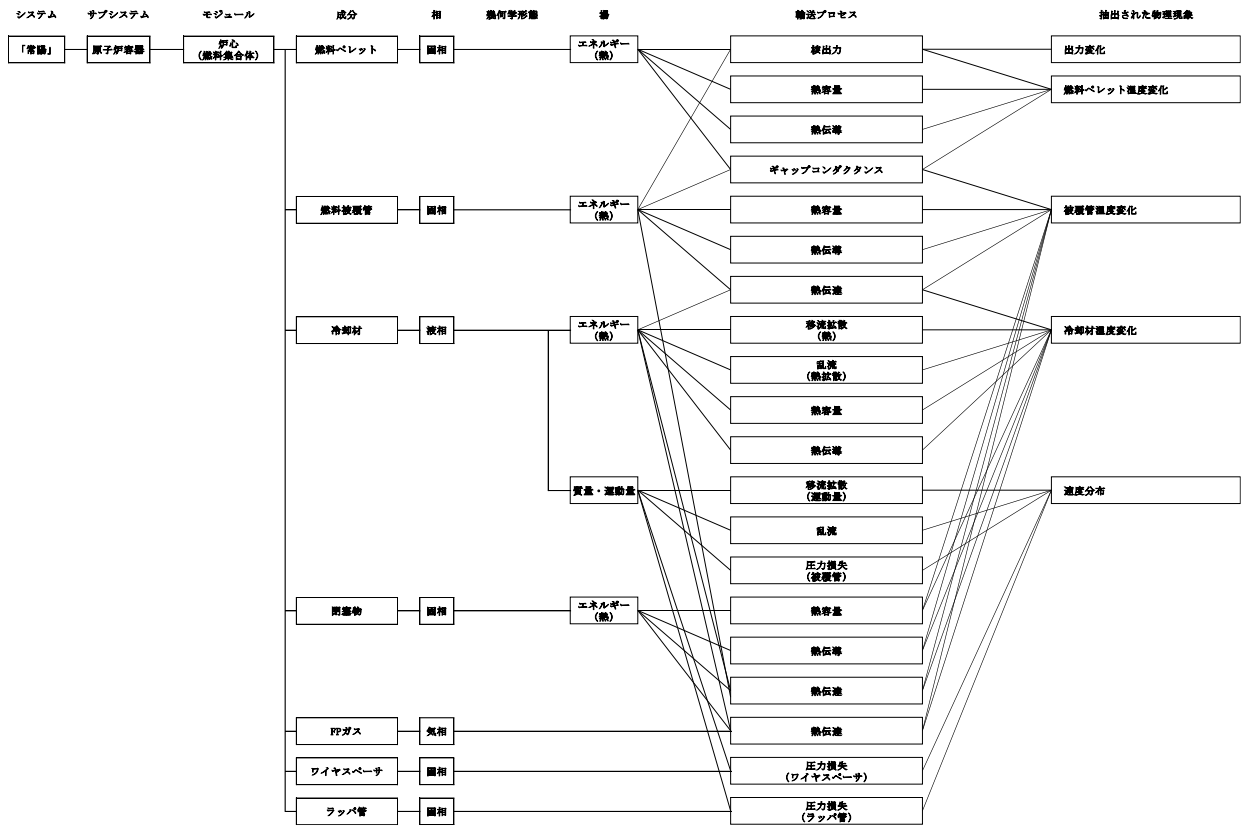 システム サブシステム モジュール 成分 相 幾何学形態 場 輸送プロセス 抽出された物理現象
「常陽」 原子炉容器 炉心
(燃料集合体)
燃料ペレット 固相 エネルギー
(熱)
核出力 出力変化
熱容量 燃料ペレット温度変化
熱伝導
ギャップコンダクタンス
燃料被覆管 固相 エネルギー
(熱)
熱容量 被覆管温度変化
熱伝導
熱伝達
冷却材 液相 エネルギー
(熱)
移流拡散
(熱)
冷却材温度変化
乱流
(熱拡散)
熱容量
熱伝導
質量・運動量 移流拡散
(運動量)
速度分布
乱流
圧力損失
(被覆管)
閉塞物 固相 エネルギー
(熱)
熱容量
熱伝導
熱伝達
FPガス 気相 熱伝達
ワイヤスペーサ 固相 圧力損失
(ワイヤスペーサ)
ラッパ管 固相 圧力損失
(ラッパ管)